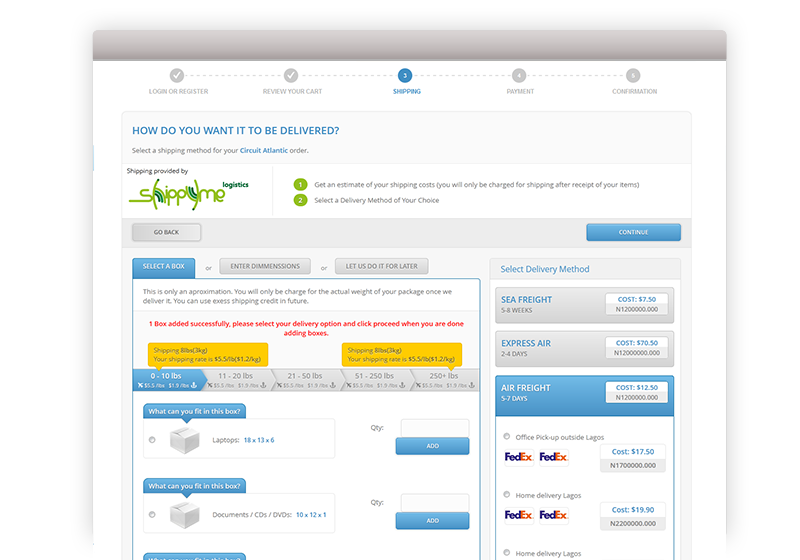 3 4 5
LOGIN OR REGISTER REVIEW YOUR CART SHIPPING PAYMENT CONFIRMATION
HOW DO YOU WANT IT TO BE DELIVERED?
Select a shipping method for your Circuit Atlantic order.
Shipping provided by
shippyme logistics
1 Get an estimate of your shipping costs (you will only be charged for shipping after receipt of your items)
2 Select a Delivery Method of Your Choice
GO BACK CONTINUE
SELECT A BOX or ENTER DIMMENSSIONS or LET US DO IT FOR LATER
This is only an aproximation. You will only be charge for the actual weight of your package once we
deliver it. You can use exess shipping credit in future.
1 Box added successfully, please select your delivery option and click proceed when you are done
adding boxes.
Shipping 8lbs(3kg)
Your shipping rate is $5.5/lb($1.2/kg)
Shipping 8lbs(3kg)
Your shipping rate is $5.5/lb($1.2/kg)
0 - 10 lbs 11 - 20 lbs 21 - 50 lbs 51 - 250 lbs 250+ lbs
$5.5 /lbs $1.9 /lbs $5.5 /lbs $1.9 /lbs $5.5 /lbs $1.9 /lbs $5.5 /lbs $1.9 /lbs $5.5 /lbs $1.9 /lbs
What can you fit in this box?
Laptops: 18 x 13 x 6
Qty:
ADD
What can you fit in this box?
Documents / CDs / DVDs: 10 x 12 x 1
Qty:
ADD
What can you fit in this box?
Select Delivery Method
SEA FREIGHT
5-8 WEEKS
COST: $7.50
N1200000.000
EXPRESS AIR
2-4 DAYS
COST: $70.50
N12000000.000
AIR FREIGHT
5-7 DAYS
COST: $12.50
N1200000.000
Office Pick-up outside Lagos
FedEx FedEx
Cost: $17.50
N1700000.000
Home delivery Lagos
FedEx FedEx
Cost: $19.90
N2200000.000
Home delivery outside Lagos